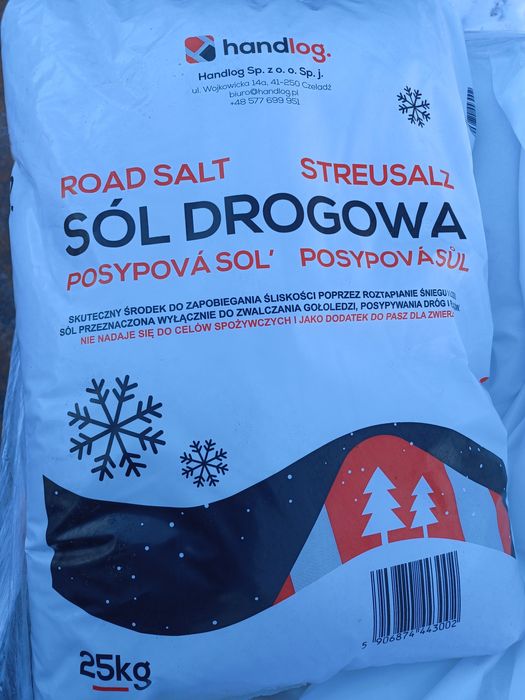 handlog.
Handlog Sp. z o. o. Sp. j.
ul. Wojkowicka 14a, 41-250 Czeladź
biuro@handlog.pl
+48 577 699 951
ROAD SALT STREUSALZ
SÓL DROGOWA
POSYPOVÁ SOL' POSYPOVÁ SŮL
SKUTECZNY ŚRODEK DO ZAPOBIEGANIA ŚLISKOŚCI POPRZEZ ROZTAPIANIE ŚNIEGU I
SÓL PRZEZNACZONA WYŁĄCZNIE DO ZWALCZANIA GOŁOLEDZI, POSYPYWANIA DRÓG I
NIE NADAJE SIĘ DO CELÓW SPOŻYWCZYCH I JAKO DODATEK DO PASZ DLA ZWIERZ
5 906874 443002
25kg